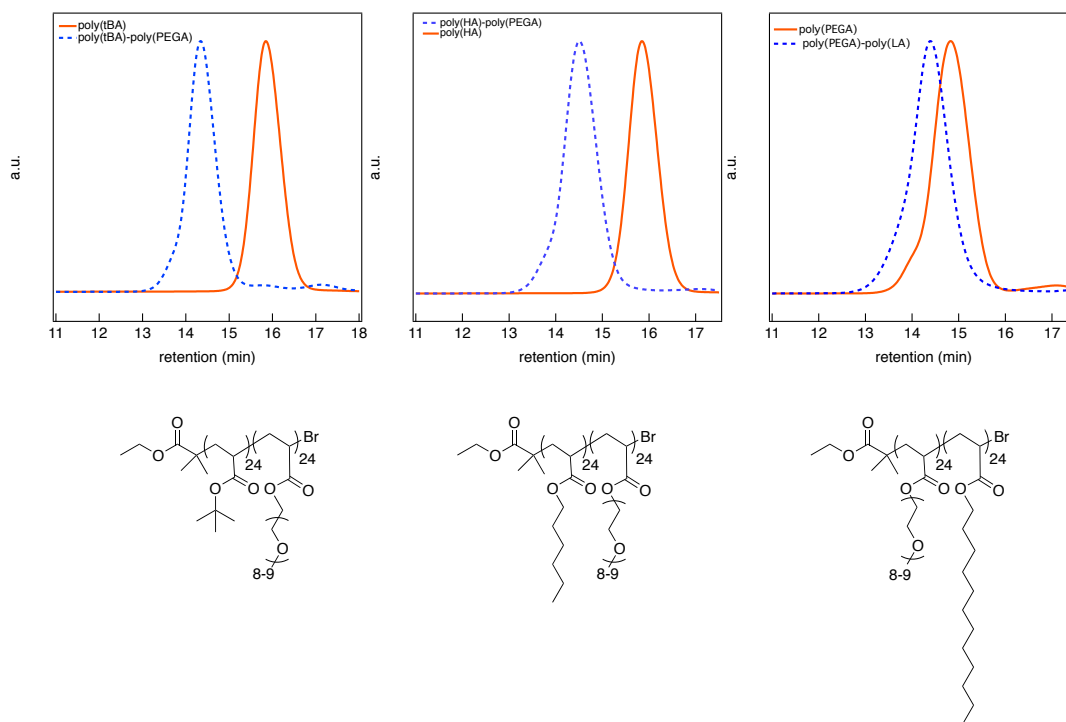 poly(tBA)
poly(tBA)-poly(PEGA)
a.u.
11 12 13 14 15 16 17 18
retention (min)
poly(HA)-poly(PEGA)
poly(HA)
a.u.
11 12 13 14 15 16 17
retention (min)
poly(PEGA)
poly(PEGA)-poly(LA)
a.u.
11 12 13 14 15 16 17
retention (min)
O
O
24
24
Br
O
O
O
O
O
8-9
O
O
24
24
Br
O
O
O
O
O
8-9
O
O
24
24
Br
O
O
O
O
O
8-9